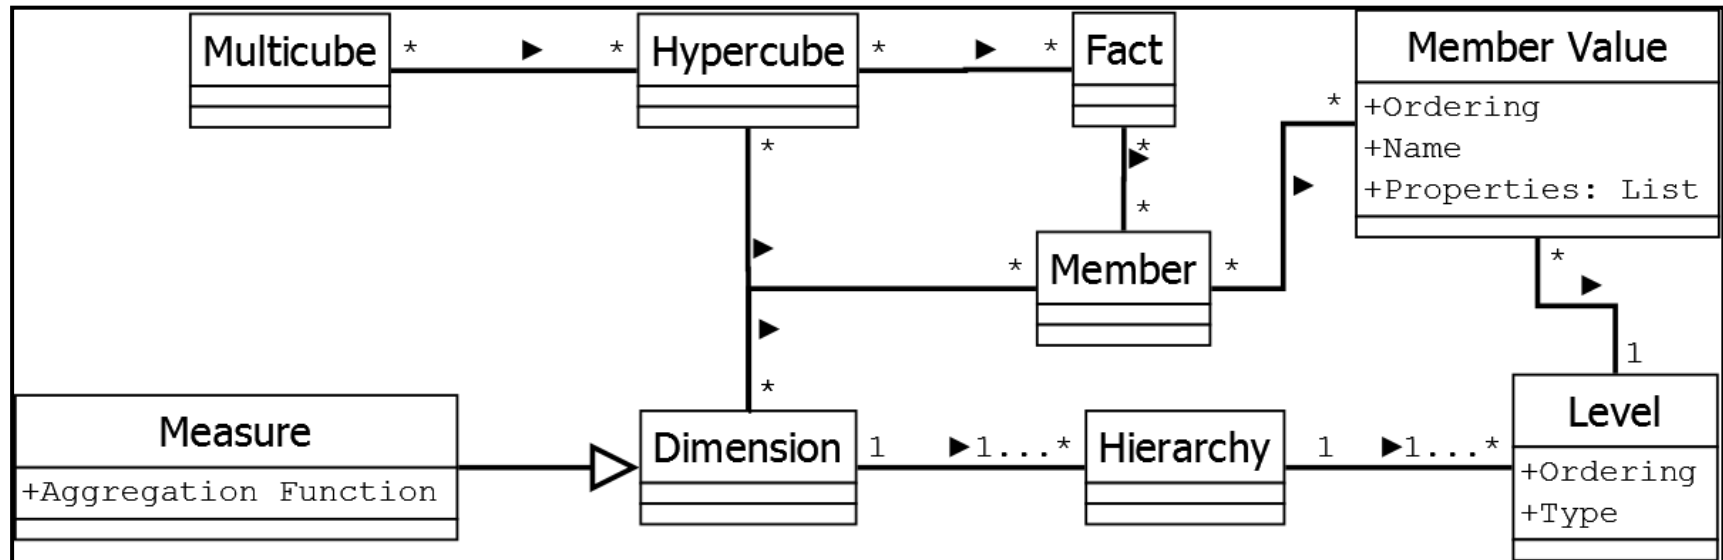 Multicube
*
►
*
Hypercube
*
►
*
Fact
Member Value
+Ordering
+Name
+Properties: List
*
►
*
*
►
*
►
*
Member
*
*
►
1
►
*
Measure
+Aggregation Function
Dimension
1
►1...*
Hierarchy
1
►1...*
Level
+Ordering
+Type